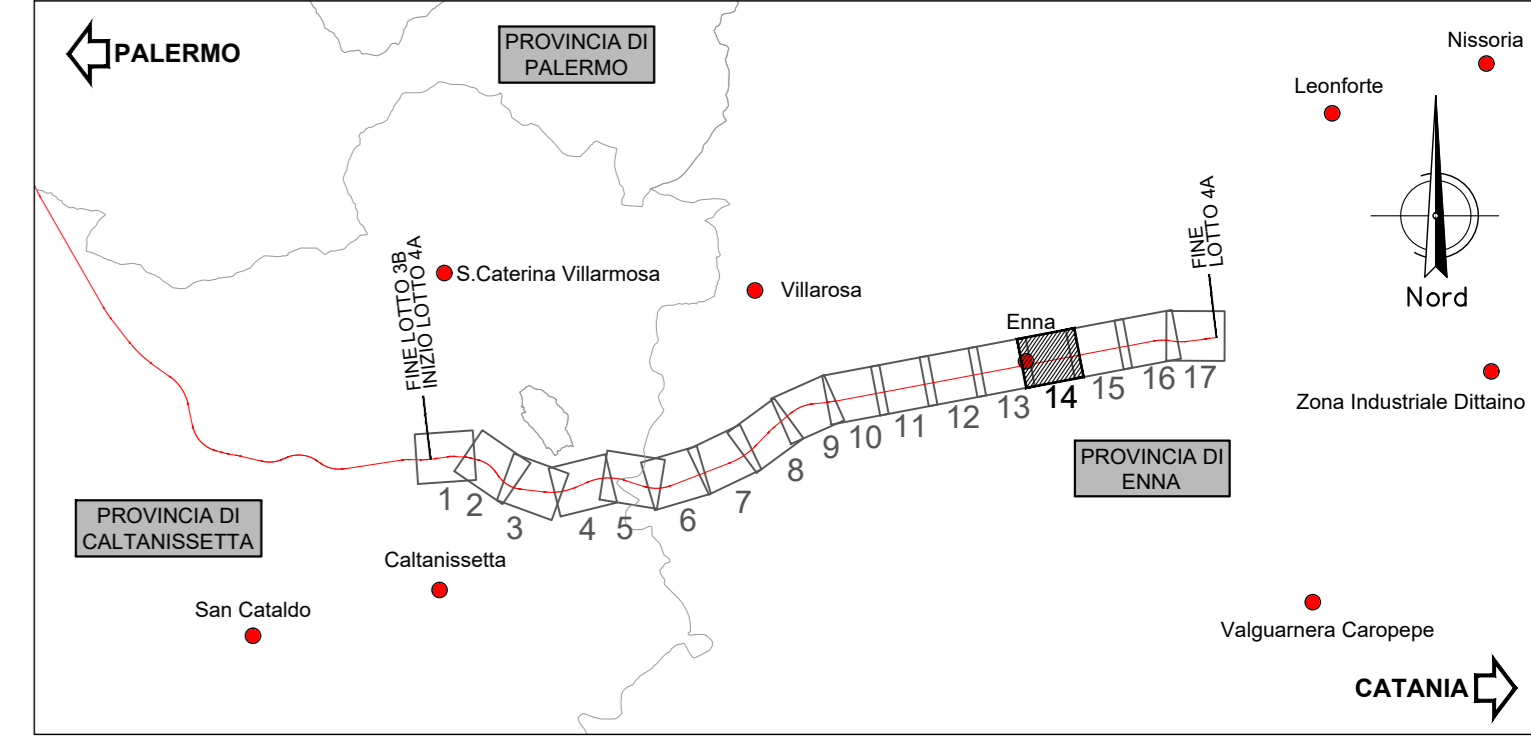 PALERMO
PROVINCIA DI
PALERMO
Nissoria
Leonforte
Nord
S.Caterina Villarmosa
Villarosa
FINE LOTTO 3B
INIZIO LOTTO 4A
FINE
LOTTO 4A
Enna
Zona Industriale Dittaino
1
2
3
4
5
6
7
8
9
10
11
12
13
14
15
16
17
PROVINCIA DI
ENNA
PROVINCIA DI
CALTANISSETTA
Caltanissetta
San Cataldo
Valguarnera Caropepe
CATANIA